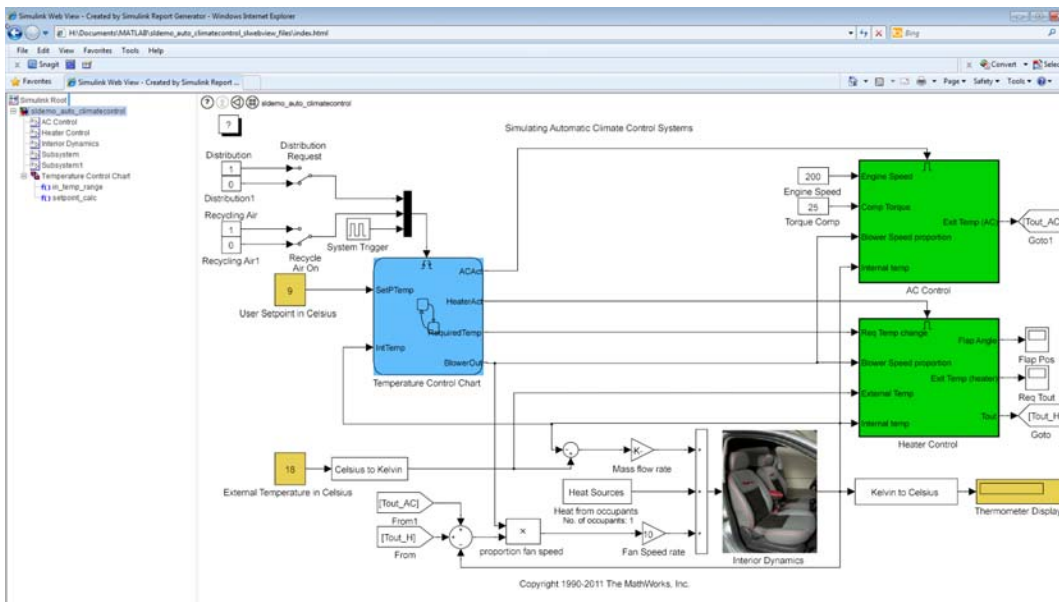 Simulink Web View - Created by Simulink Report Generator - Windows Internet Explorer
H:\Documents\MATLAB\sldemo_auto_climatecontrol_slwebview_files\index.html
Bing
File Edit View Favorites Tools Help
x Snagit
x Convert Select
Favorites Simulink Web View - Created by Simulink Report ...
Page Safety Tools
Simulink Root
sldemo_auto_climatecontrol
AC Control
Heater Control
Interior Dynamics
Subsystem
Subsystem1
Temperature Control Chart
f() in_temp_range
f() setpoint_calc
sldemo_auto_climatecontrol
?
Simulating Automatic Climate Control Systems
Distribution
1
0
Distribution1
Distribution
Request
Recycling Air
1
0
Recycling Air1
Recycle
Air On
System Trigger
9
User Setpoint in Celsius
SetPTemp
IntTemp
ACAct
HeaterAct
RequiredTemp
BlowerOut
Temperature Control Chart
200
Engine Speed
25
Torque Comp
Engine Speed
Comp Torque
Blower Speed proportion
Internal temp
Exit Temp (AC)
AC Control
[Tout_AC]
Goto1
Req Temp change
Blower Speed proportion
External Temp
Internal temp
Flap Angle
Exit Temp (heater)
Tout
Heater Control
Flap Pos
Req Tout
[Tout_H]
Goto
18
External Temperature in Celsius
Celsius to Kelvin
-K-
Mass flow rate
Heat Sources
Heat from occupants
No. of occupants: 1
[Tout_AC]
From1
[Tout_H]
From
×
proportion fan speed
10
Fan Speed rate
Interior Dynamics
Kelvin to Celsius
Thermometer Display
Copyright 1990-2011 The MathWorks, Inc.